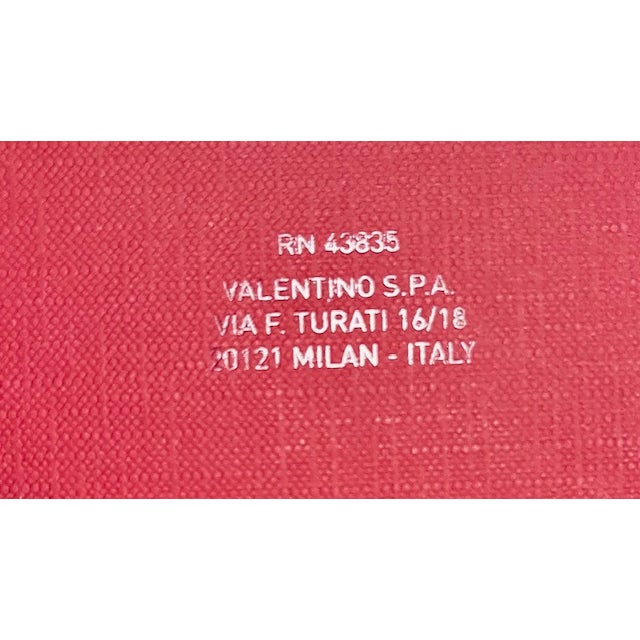 RN 43835
VALENTINO S.P.A.
VIA F. TURATI 16/18
20121 MILAN - ITALY